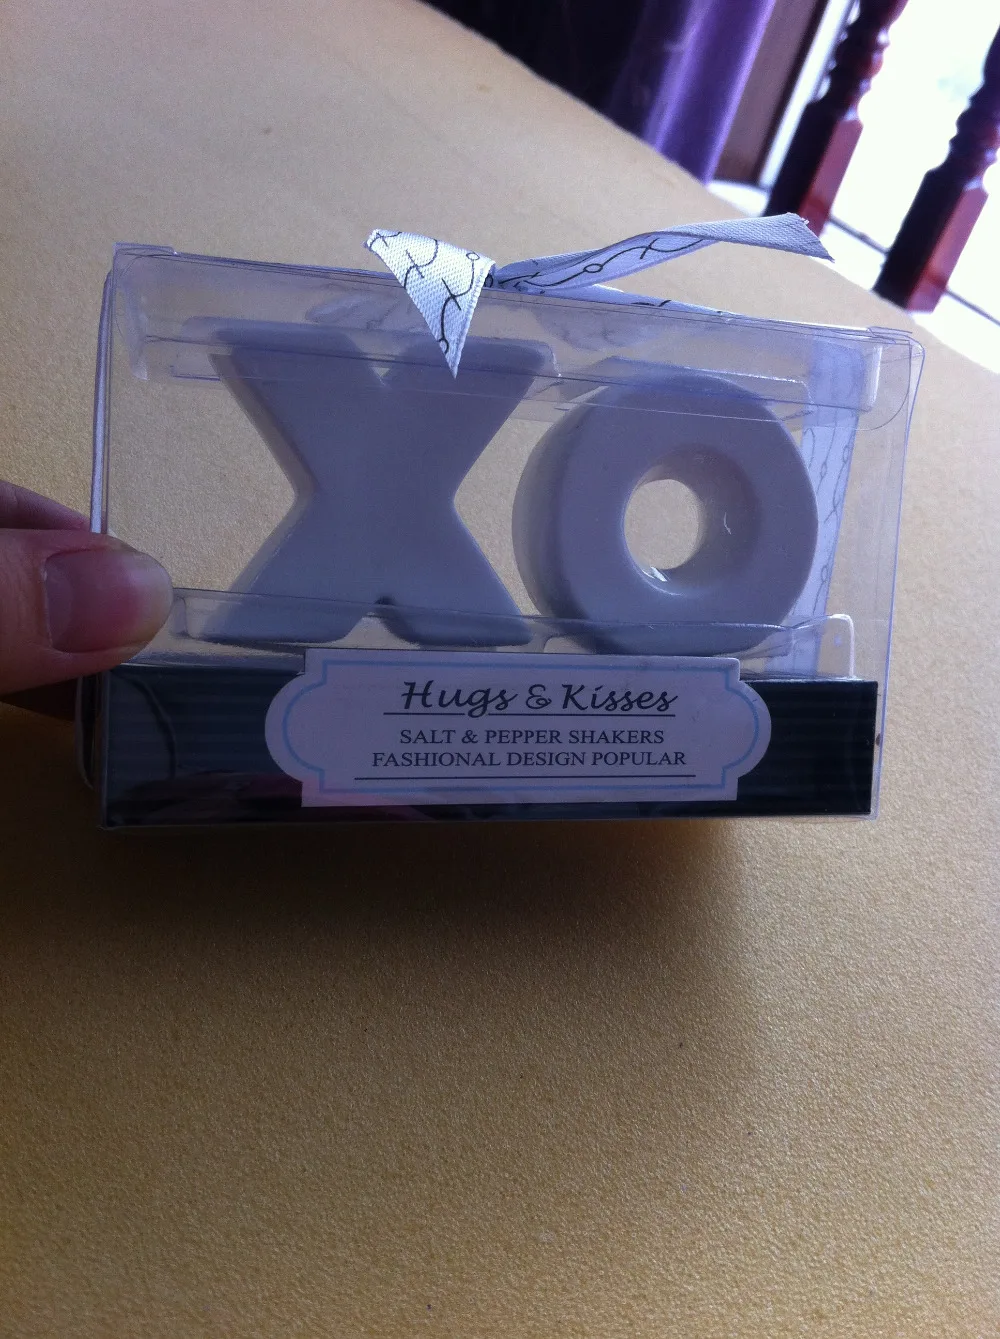 XO
Hugs & Kisses
SALT & PEPPER SHAKERS
FASHIONAL DESIGN POPULAR